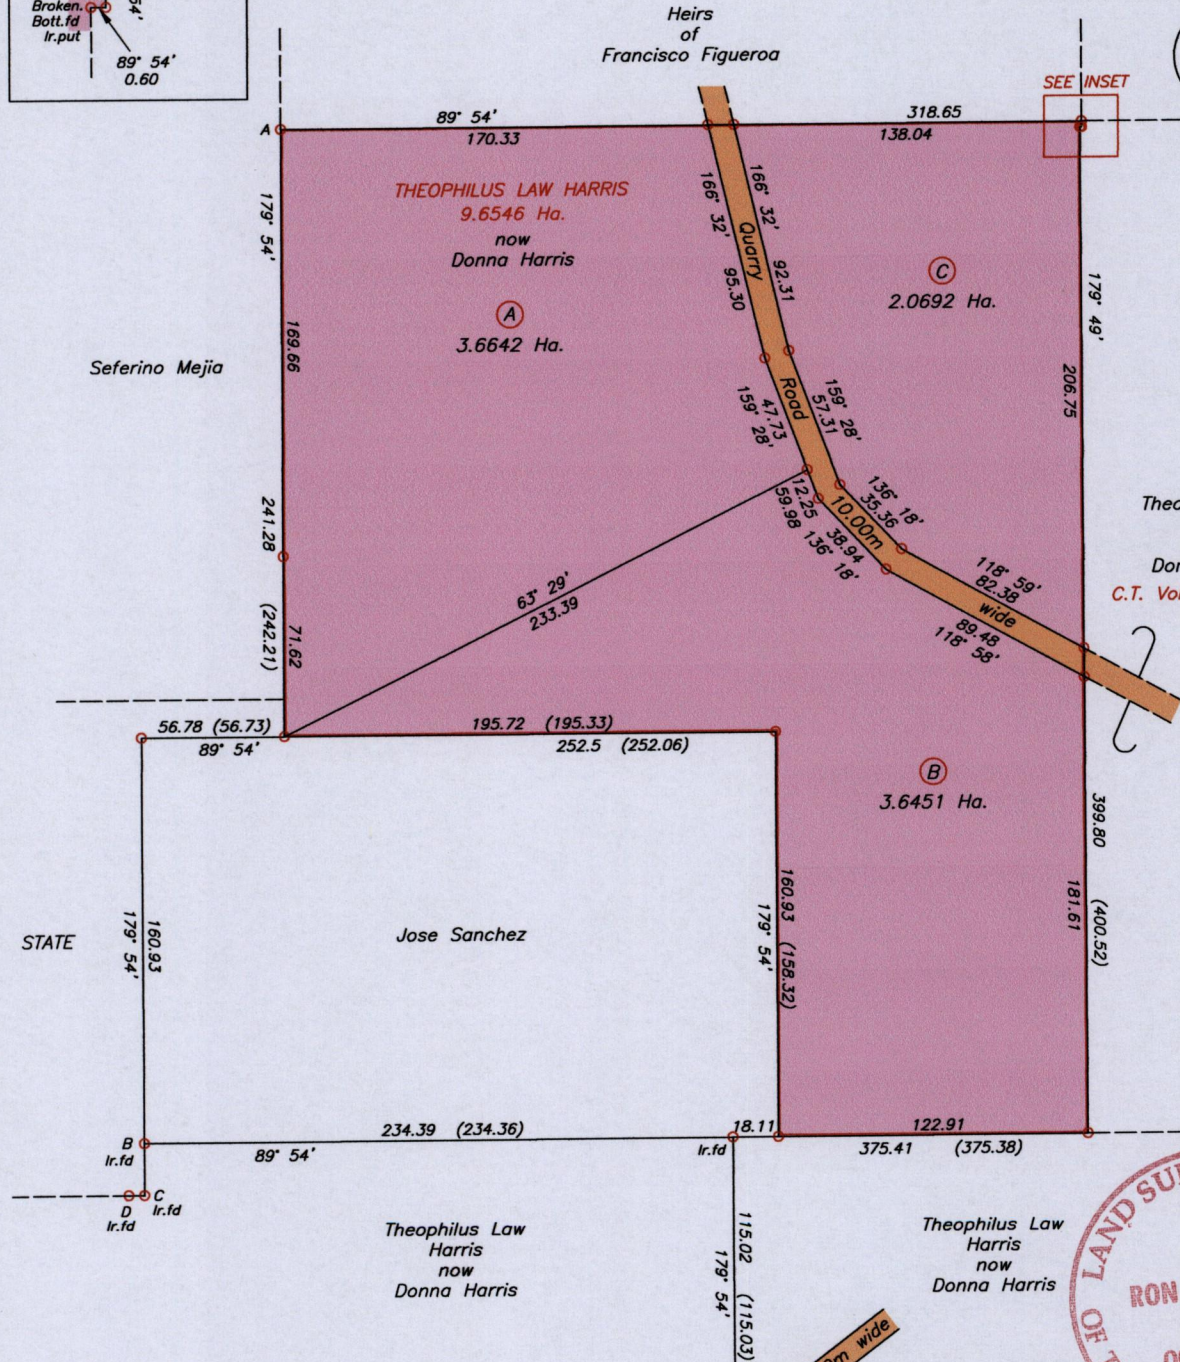 Broken.
Bott.fd
Ir.put
54'
89° 54'
0.60
Heirs
of
Francisco Figueroa
SEE INSET
A
89° 54'
170.33
318.65
138.04
THEOPHILUS LAW HARRIS
9.6546 Ha.
now
Donna Harris
A
3.6642 Ha.
179° 54'
169.66
Seferino Mejia
241.28 (242.21)
71.62
166° 32'
95.30
Quarry
166° 32'
92.31
C
2.0692 Ha.
179° 49'
206.75
Road
159° 28'
57.31
47.73
159° 28'
136° 18'
35.36
10.00m
12.25
59.98
38.94
136° 18'
118° 59'
82.38
wide
89.48
118° 58'
C.T.
63° 29'
233.39
56.78 (56.73)
89° 54'
195.72 (195.33)
252.5 (252.06)
B
3.6451 Ha.
399.80 (400.52)
181.61
160.93 (158.32)
179° 54'
Jose Sanchez
STATE
160.93
179° 54'
B
Ir.fd
234.39 (234.36)
89° 54'
18.11
Ir.fd
122.91
375.41 (375.38)
C
Ir.fd
D
Ir.fd
Theophilus Law
Harris
now
Donna Harris
115.02 (115.03)
179° 54'
Theophilus Law
Harris
now
Donna Harris
wide
OF LAND
RON